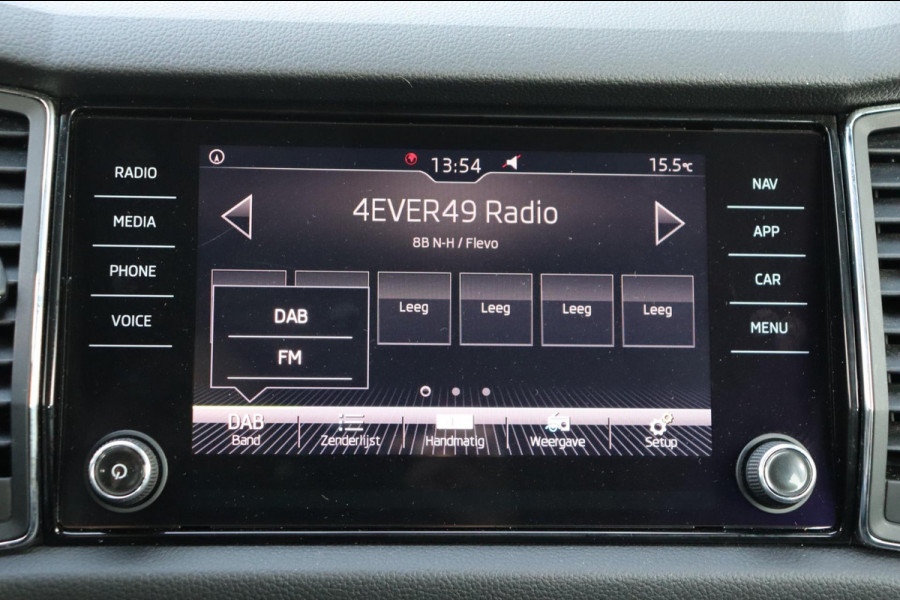 RADIO
MEDIA
PHONE
VOICE
13:54
15.5°C
4EVER49 Radio
8B N-H / Flevo
Leeg
Leeg
Leeg
Leeg
DAB
FM
DAB
Band
Zenderlijst
Handmatig
Weergave
Setup
NAV
APP
CAR
MENU